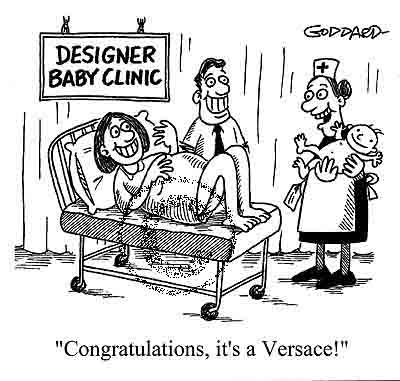 GODDARD
DESIGNER
BABY CLINIC
"Congratulations, it's a Versace!"